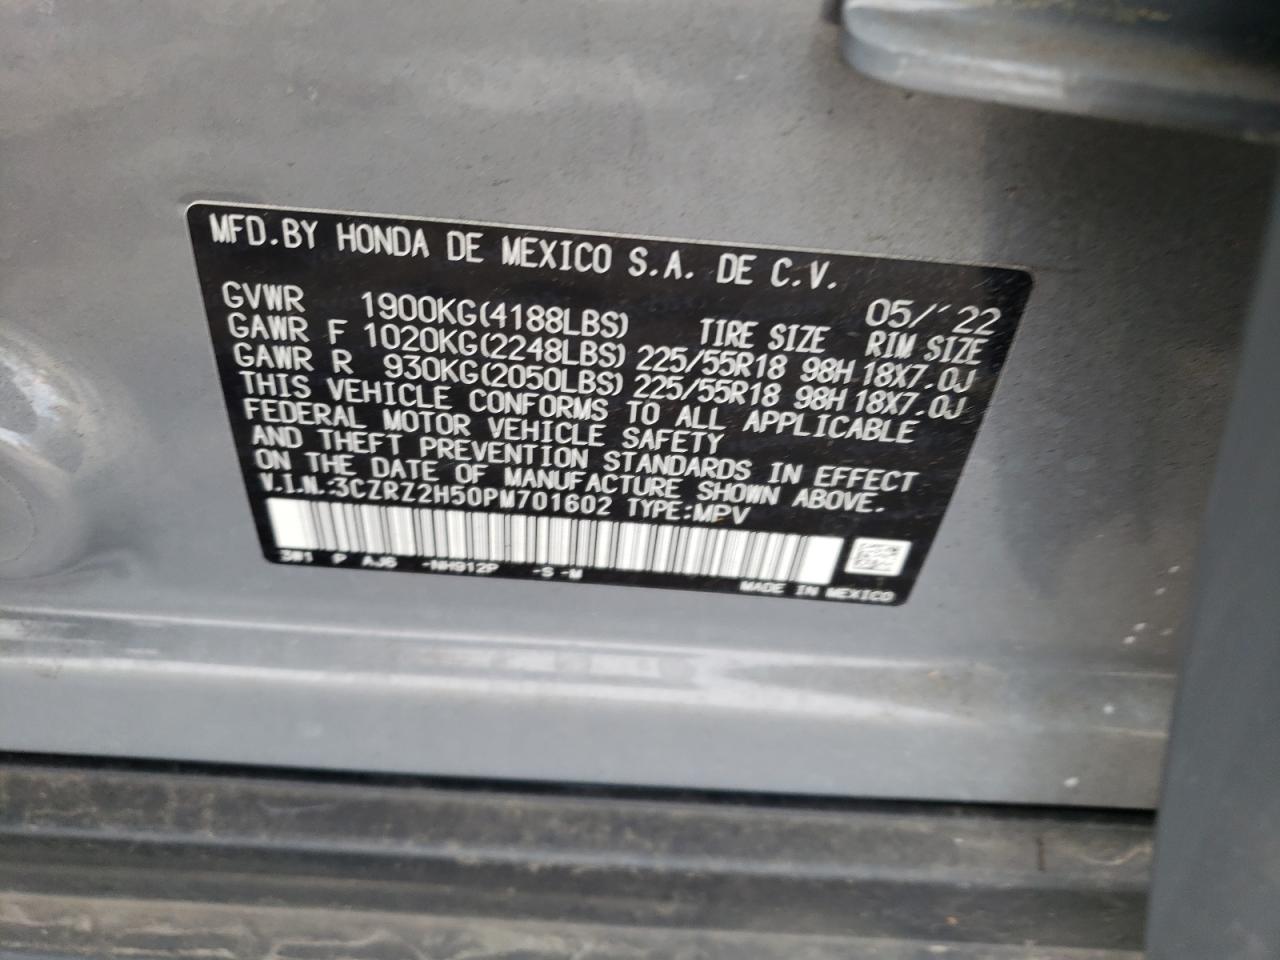 MFD.BY HONDA DE MEXICO S.A. DE C.V.
05/'22
GVWR 1900KG(4188LBS) TIRE SIZE RIM SIZE
GAWR F 1020KG(2248LBS) 225/55R18 98H 18X7.0J
GAWR R 930KG(2050LBS) 225/55R18 98H 18X7.0J
THIS VEHICLE CONFORMS TO ALL APPLICABLE
FEDERAL MOTOR VEHICLE SAFETY
AND THEFT PREVENTION STANDARDS IN EFFECT
ON THE DATE OF MANUFACTURE SHOWN ABOVE.
V.I.N.:3CZRZ2H50PM701602 TYPE:MPV
3W1 P AJ6 -NH912P -S -W
MADE IN MEXICO